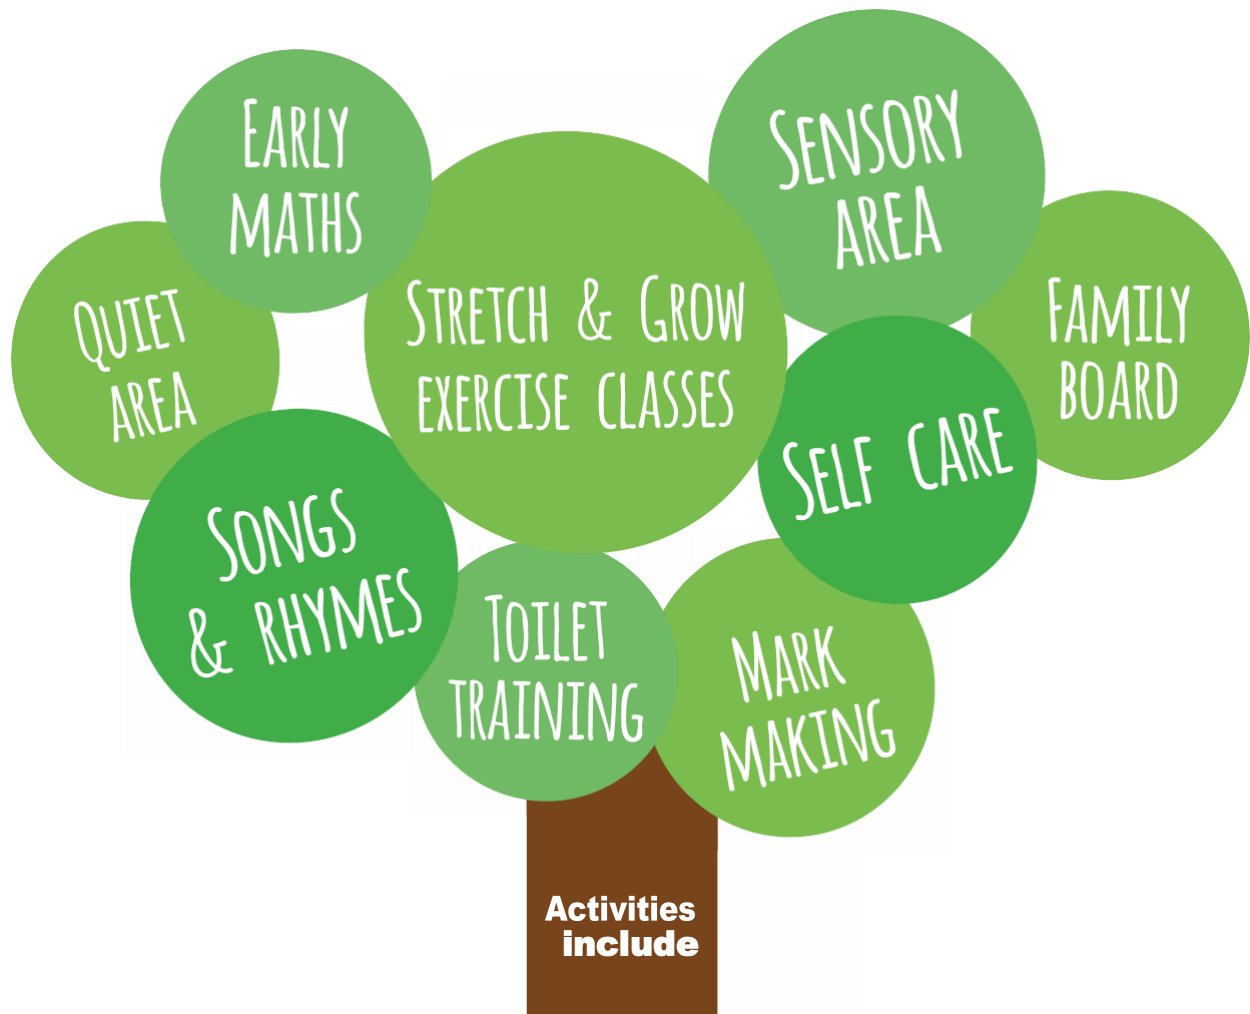 Early
maths
Sensory
area
Quiet
area
Stretch & Grow
exercise classes
Family
board
Self care
Songs
& rhymes
Toilet
training
Mark
making
Activities
include